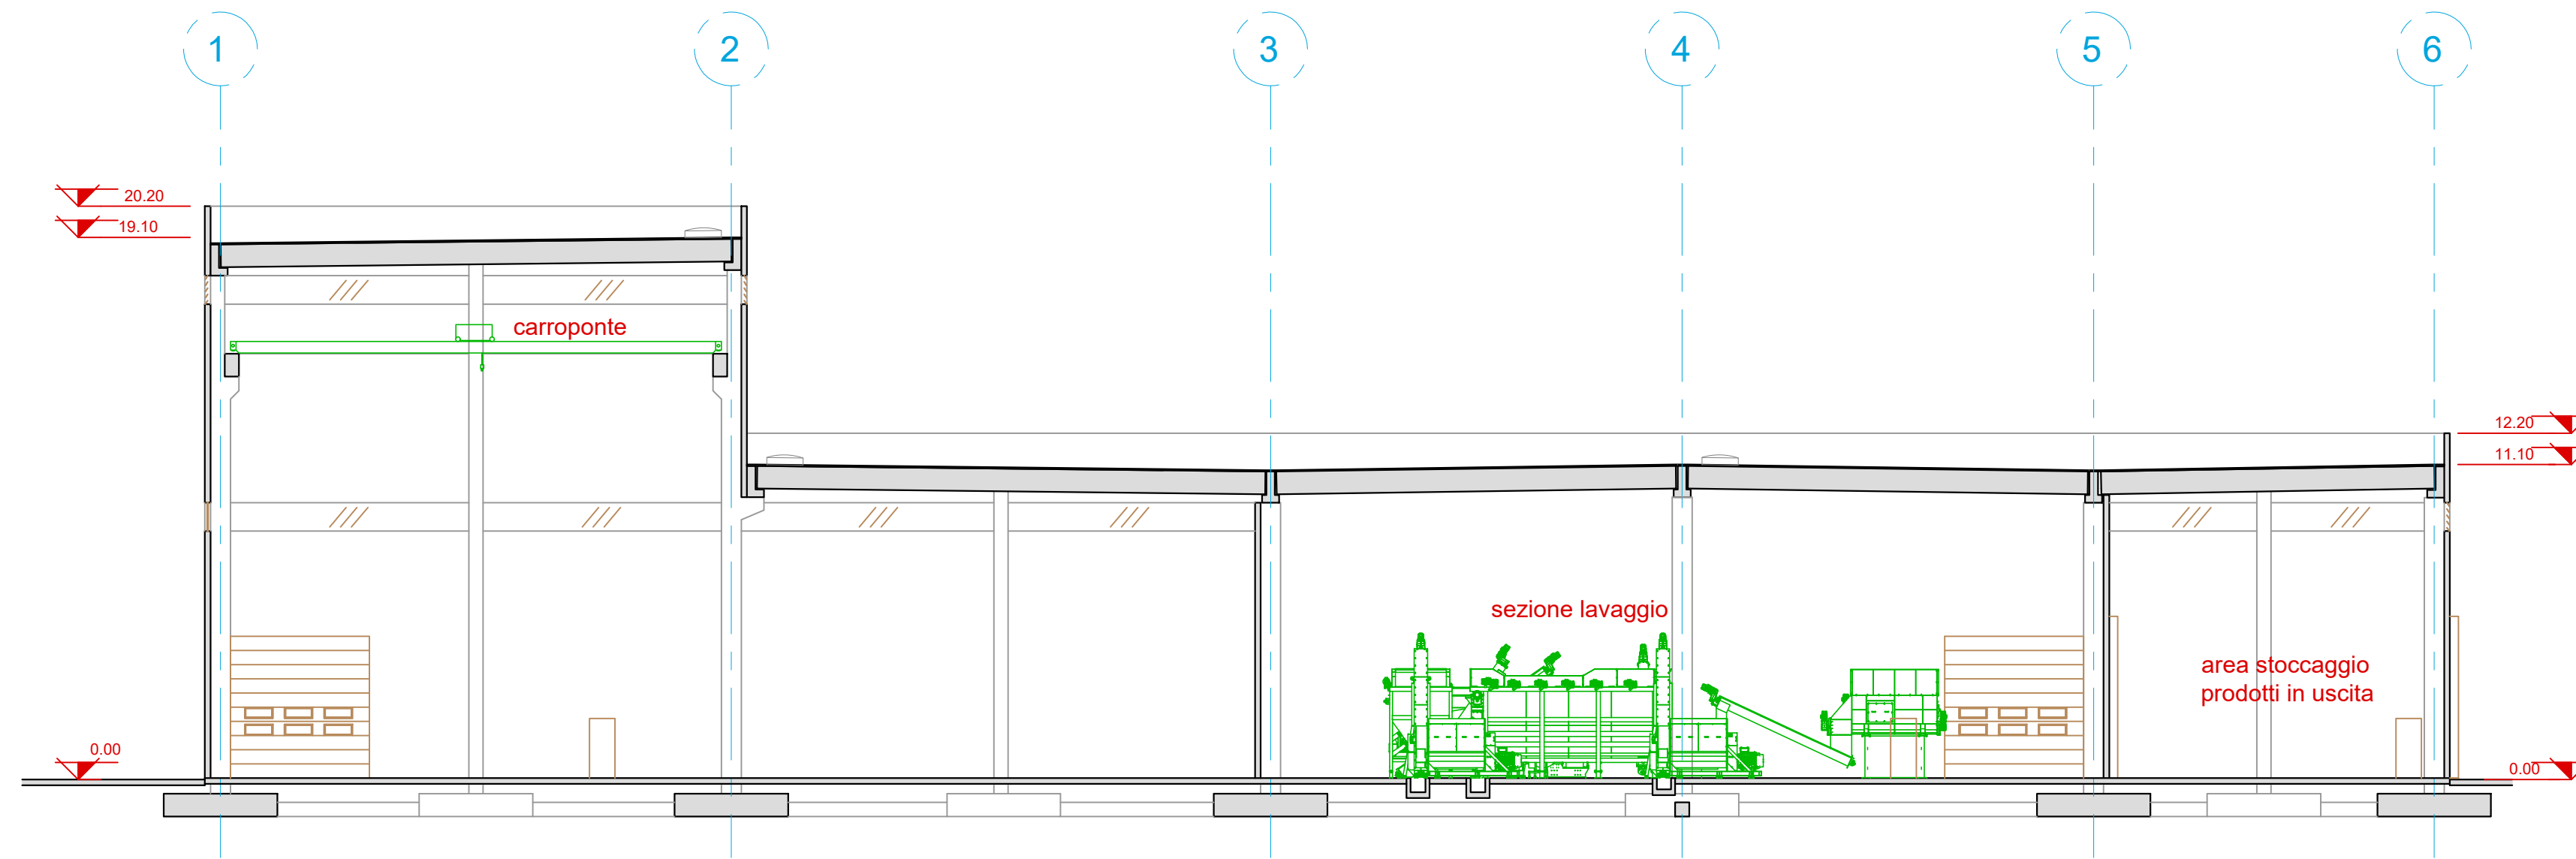 1 2 3 4 5 6
20.20
19.10
carroponte
12.20
11.10
sezione lavaggio
area stoccaggio
prodotti in uscita
0.00
0.00